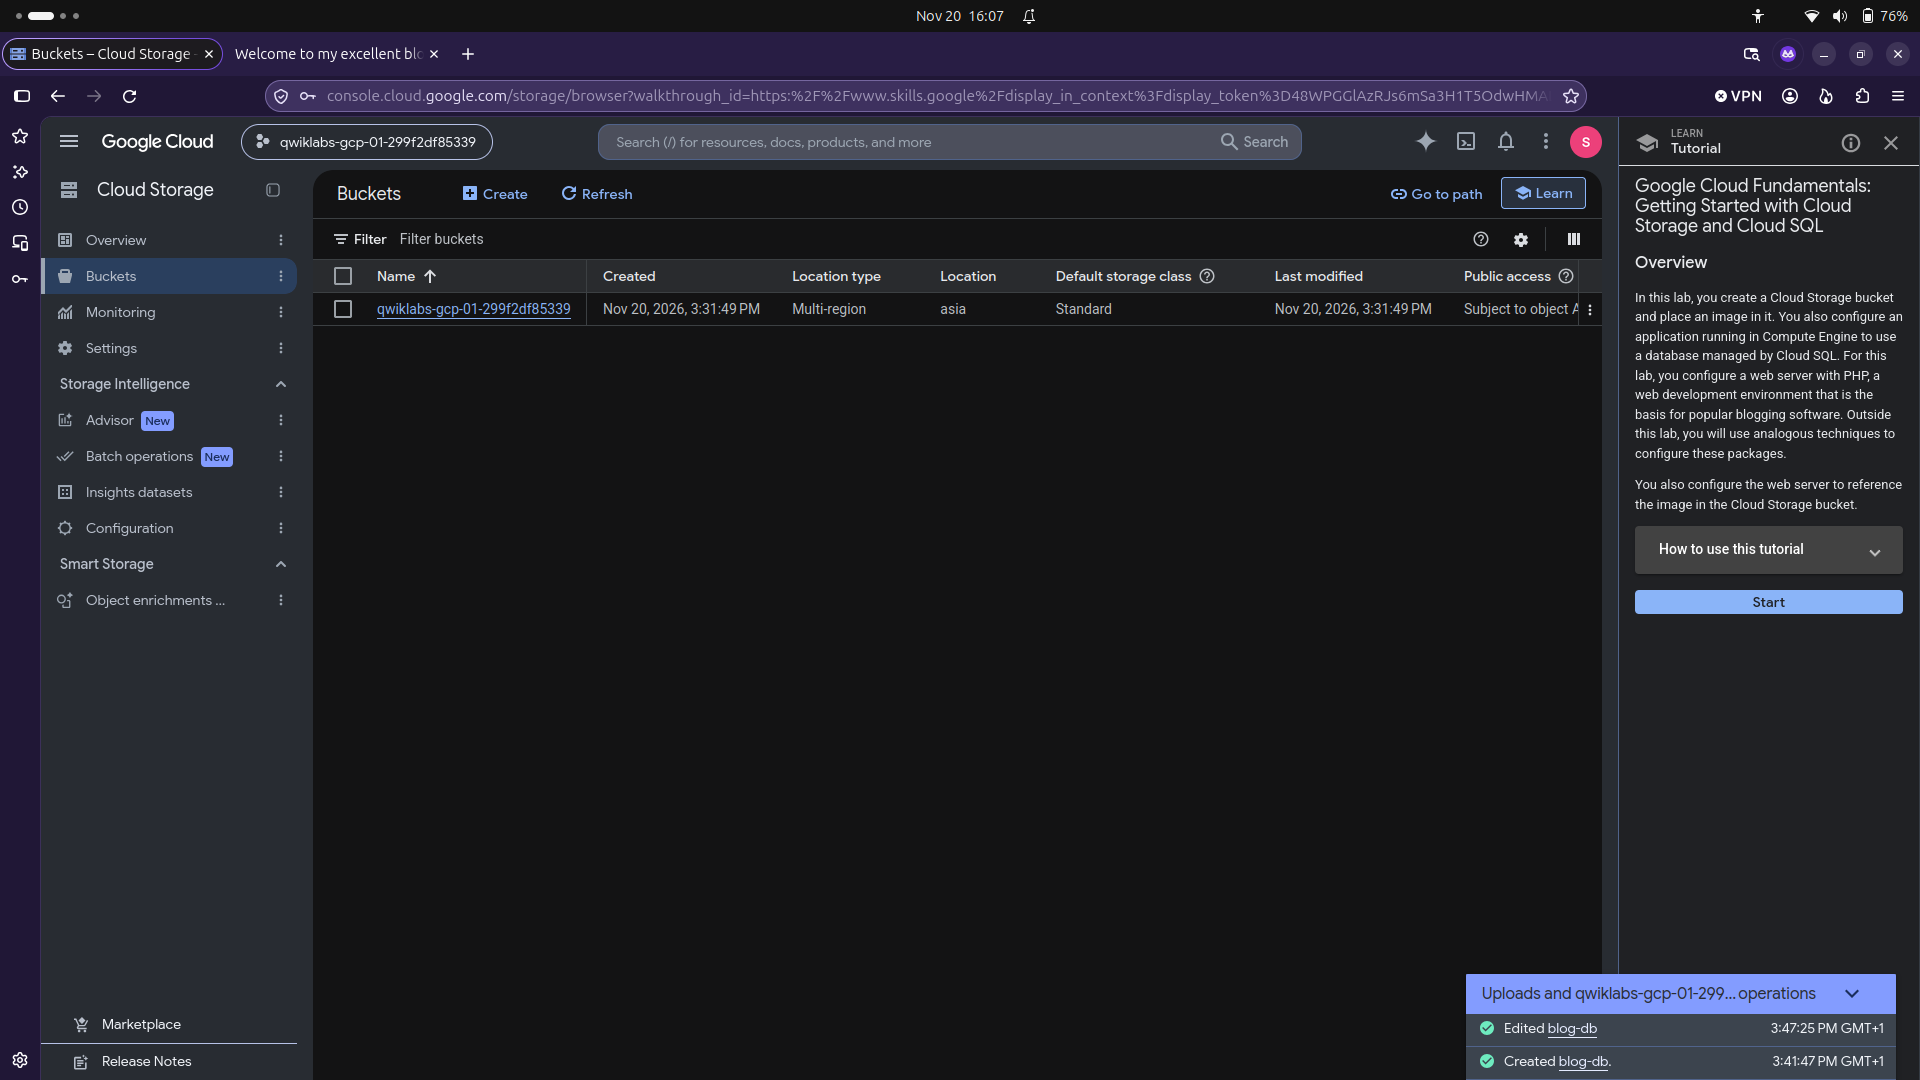 Nov 20 16:07
76%
Buckets – Cloud Storage
Welcome to my excellent blo
console.cloud.google.com/storage/browser?walkthrough_id=https:%2F%2Fwww.skills.google%2Fdisplay_in_context%3Fdisplay_token%3D48WPGGlAzRJs6mSa3H1T5OdwHMA
VPN
Google Cloud
qwiklabs-gcp-01-299f2df85339
Search (/) for resources, docs, products, and more
Search
S
Cloud Storage
Overview
Buckets
Monitoring
Settings
Storage Intelligence
Advisor New
Batch operations New
Insights datasets
Configuration
Smart Storage
Object enrichments ...
Marketplace
Release Notes
Buckets
Create
Refresh
Go to path
Learn
Filter Filter buckets
Name Created Location type Location Default storage class Last modified Public access
qwiklabs-gcp-01-299f2df85339 Nov 20, 2026, 3:31:49 PM Multi-region asia Standard Nov 20, 2026, 3:31:49 PM Subject to object A
LEARN
Tutorial
Google Cloud Fundamentals:
Getting Started with Cloud
Storage and Cloud SQL
Overview
In this lab, you create a Cloud Storage bucket
and place an image in it. You also configure an
application running in Compute Engine to use
a database managed by Cloud SQL. For this
lab, you configure a web server with PHP, a
web development environment that is the
basis for popular blogging software. Outside
this lab, you will use analogous techniques to
configure these packages.
You also configure the web server to reference
the image in the Cloud Storage bucket.
How to use this tutorial
Start
Uploads and qwiklabs-gcp-01-299... operations
Edited blog-db 3:47:25 PM GMT+1
Created blog-db. 3:41:47 PM GMT+1